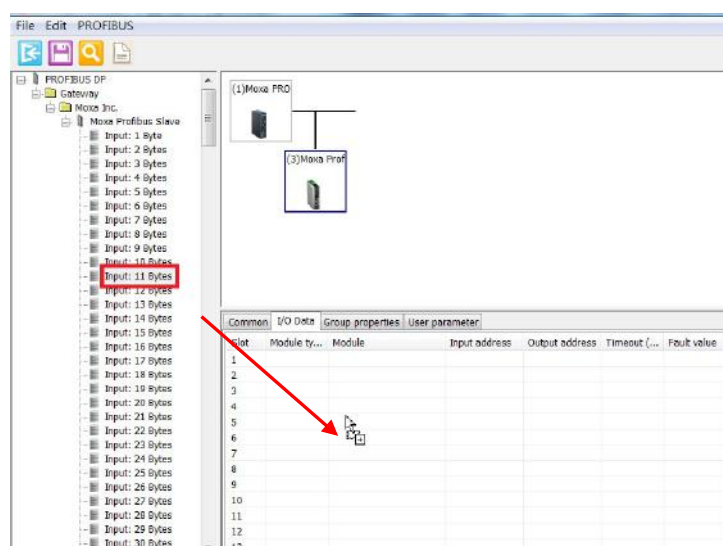 File Edit PROFIBUS
PROFIBUS DP
Gateway
Moxa Inc.
Moxa Profibus Slave
Input: 1 Byte
Input: 2 Bytes
Input: 3 Bytes
Input: 4 Bytes
Input: 5 Bytes
Input: 6 Bytes
Input: 7 Bytes
Input: 8 Bytes
Input: 9 Bytes
Input: 10 Bytes
Input: 11 Bytes
Input: 12 Bytes
Input: 13 Bytes
Input: 14 Bytes
Input: 15 Bytes
Input: 16 Bytes
Input: 17 Bytes
Input: 18 Bytes
Input: 19 Bytes
Input: 20 Bytes
Input: 21 Bytes
Input: 22 Bytes
Input: 23 Bytes
Input: 24 Bytes
Input: 25 Bytes
Input: 26 Bytes
Input: 27 Bytes
Input: 28 Bytes
Input: 29 Bytes
Input: 30 Bytes
(1)Moxa PRO
(3)Moxa Prof
Common I/O Data Group properties User parameter
Slot Module ty... Module Input address Output address Timeout (... Fault value
1
2
3
4
5
6
7
8
9
10
11
12
13